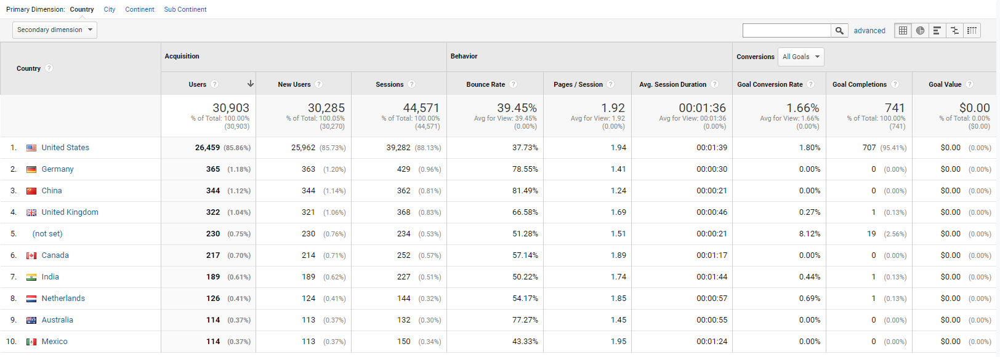 Primary Dimension: Country City Continent Sub Continent
Secondary dimension
advanced
Acquisition Behavior Conversions All Goals
Country ?
Users ? New Users ? Sessions ? Bounce Rate ? Pages / Session ? Avg. Session Duration ? Goal Conversion Rate ? Goal Completions ? Goal Value ?
30,903 30,285 44,571 39.45% 1.92 00:01:36 1.66% 741 $0.00
% of Total: 100.00% % of Total: 100.05% % of Total: 100.00% Avg for View: 39.45% Avg for View: 1.92 Avg for View: 00:01:36 Avg for View: 1.66% % of Total: 100.00% % of Total: 0.00%
(30,903) (30,270) (44,571) (0.00%) (0.00%) (0.00%) (0.00%) (741) ($0.00)
1. United States 26,459 (85.86%) 25,962 (85.73%) 39,282 (88.13%) 37.73% 1.94 00:01:39 1.80% 707 (95.41%) $0.00 (0.00%)
2. Germany 365 (1.18%) 363 (1.20%) 429 (0.96%) 78.55% 1.41 00:00:30 0.00% 0 (0.00%) $0.00 (0.00%)
3. China 344 (1.12%) 344 (1.14%) 362 (0.81%) 81.49% 1.24 00:00:21 0.00% 0 (0.00%) $0.00 (0.00%)
4. United Kingdom 322 (1.04%) 321 (1.06%) 368 (0.83%) 66.58% 1.69 00:00:46 0.27% 1 (0.13%) $0.00 (0.00%)
5. (not set) 230 (0.75%) 230 (0.76%) 234 (0.53%) 51.28% 1.51 00:00:21 8.12% 19 (2.56%) $0.00 (0.00%)
6. Canada 217 (0.70%) 214 (0.71%) 252 (0.57%) 57.14% 1.89 00:01:17 0.00% 0 (0.00%) $0.00 (0.00%)
7. India 189 (0.61%) 189 (0.62%) 227 (0.51%) 50.22% 1.74 00:01:44 0.44% 1 (0.13%) $0.00 (0.00%)
8. Netherlands 126 (0.41%) 124 (0.41%) 144 (0.32%) 54.17% 1.85 00:00:57 0.69% 1 (0.13%) $0.00 (0.00%)
9. Australia 114 (0.37%) 113 (0.37%) 132 (0.30%) 77.27% 1.45 00:00:55 0.00% 0 (0.00%) $0.00 (0.00%)
10. Mexico 114 (0.37%) 113 (0.37%) 150 (0.34%) 43.33% 1.95 00:01:24 0.00% 0 (0.00%) $0.00 (0.00%)